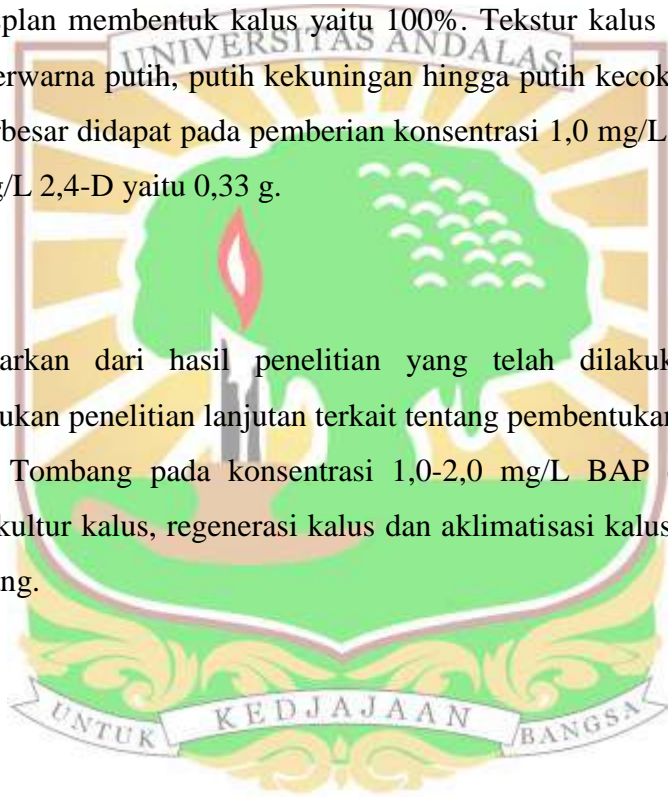 plan membentuk kalus yaitu 100%. Tekstur kalus
UNIVERSITAS ANDALAS
erwarna putih, putih kekuningan hingga putih kecok
besar didapat pada pemberian konsentrasi 1,0 mg/L
g/L 2,4-D yaitu 0,33 g.
arkan dari hasil penelitian yang telah dilakuk
ukan penelitian lanjutan terkait tentang pembentukan
Tombang pada konsentrasi 1,0-2,0 mg/L BAP
kultur kalus, regenerasi kalus dan aklimatisasi kalus
ng.
UNTUK KEDJAJAAN BANGSA